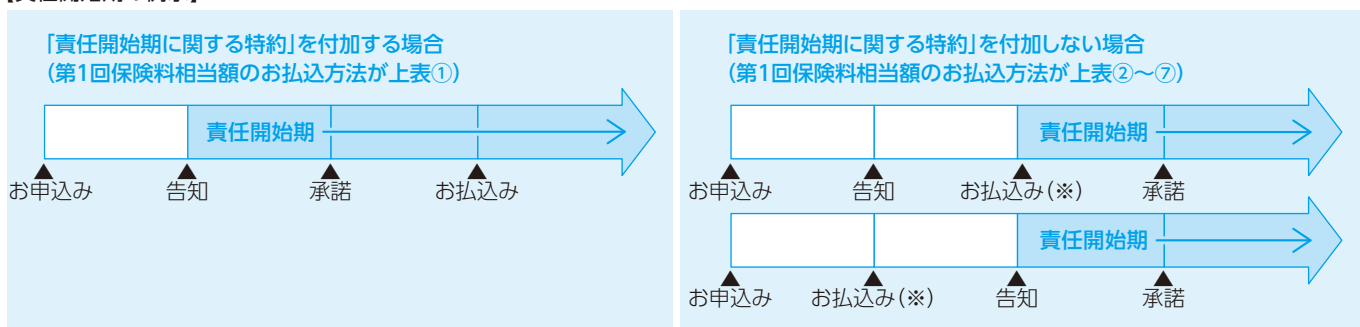 「責任開始期に関する特約」を付加する場合
(第1回保険料相当額のお払込方法が上表①)
責任開始期
お申込み 告知 承諾 お払込み
「責任開始期に関する特約」を付加しない場合
(第1回保険料相当額のお払込方法が上表②～⑦)
責任開始期
お申込み 告知 お払込み(※) 承諾
責任開始期
お申込み お払込み(※) 告知 承諾